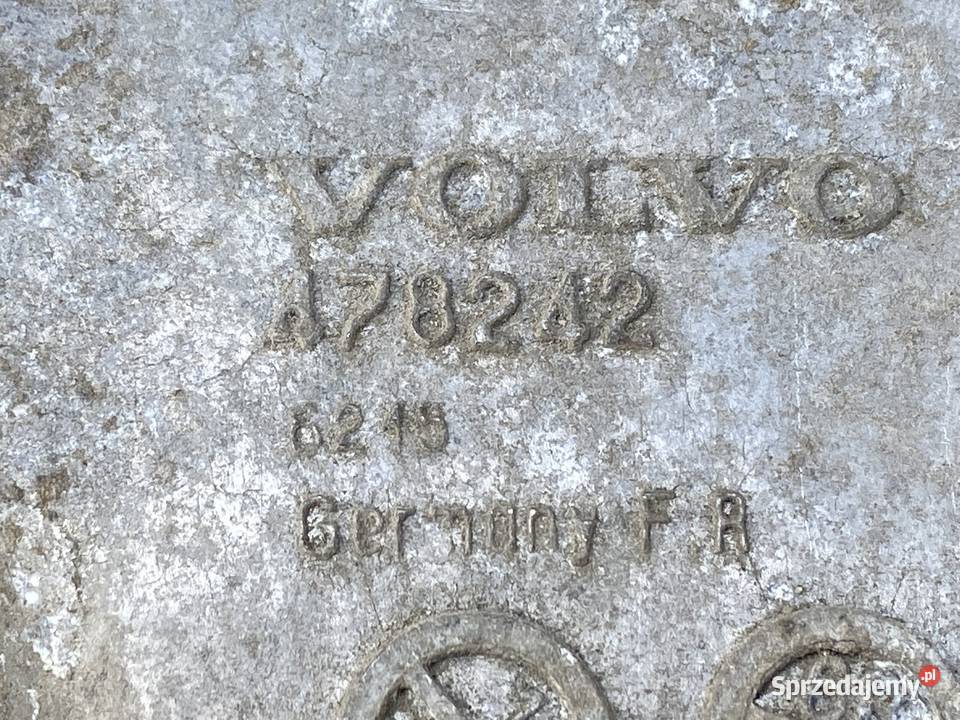 VOLVO
478242
6215
Germany F A
Sprzedajemy.pl